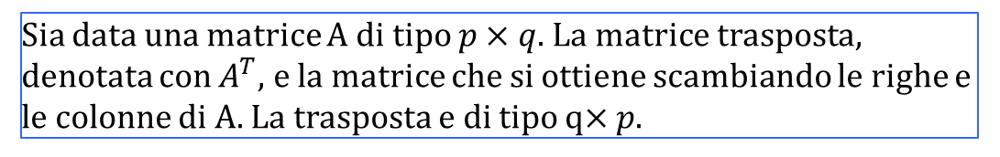 Sia data una matrice A di tipo p × q. La matrice trasposta,
denotata con A^T, e la matrice che si ottiene scambiando le righe e
le colonne di A. La trasposta e di tipo q× p.